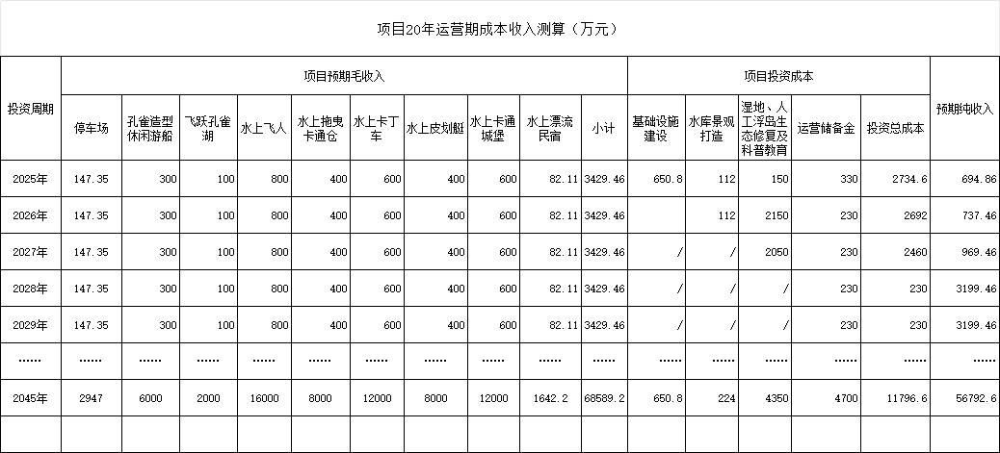 项目20年运营期成本收入测算（万元）
投资周期 项目预期毛收入 项目投资成本 预期纯收入
停车场 孔雀造型休闲游船 飞跃孔雀湖 水上飞人 水上拖曳卡通仓 水上卡丁车 水上皮划艇 水上卡通城堡 水上漂流民宿 小计 基础设施建设 水库景观打造 湿地、人工浮岛生态修复及科普教育 运营储备金 投资总成本
2025年 147.35 300 100 800 400 600 400 600 82.11 3429.46 650.8 112 150 330 2734.6 694.86
2026年 147.35 300 100 800 400 600 400 600 82.11 3429.46 112 2150 230 2692 737.46
2027年 147.35 300 100 800 400 600 400 600 82.11 3429.46 / / 2050 230 2460 969.46
2028年 147.35 300 100 800 400 600 400 600 82.11 3429.46 / / / 230 230 3199.46
2029年 147.35 300 100 800 400 600 400 600 82.11 3429.46 / / / 230 230 3199.46
…… …… …… …… …… …… …… …… …… …… …… …… …… …… …… …… ……
2045年 2947 6000 2000 16000 8000 12000 8000 12000 1642.2 68589.2 650.8 224 4350 4700 11796.6 56792.6